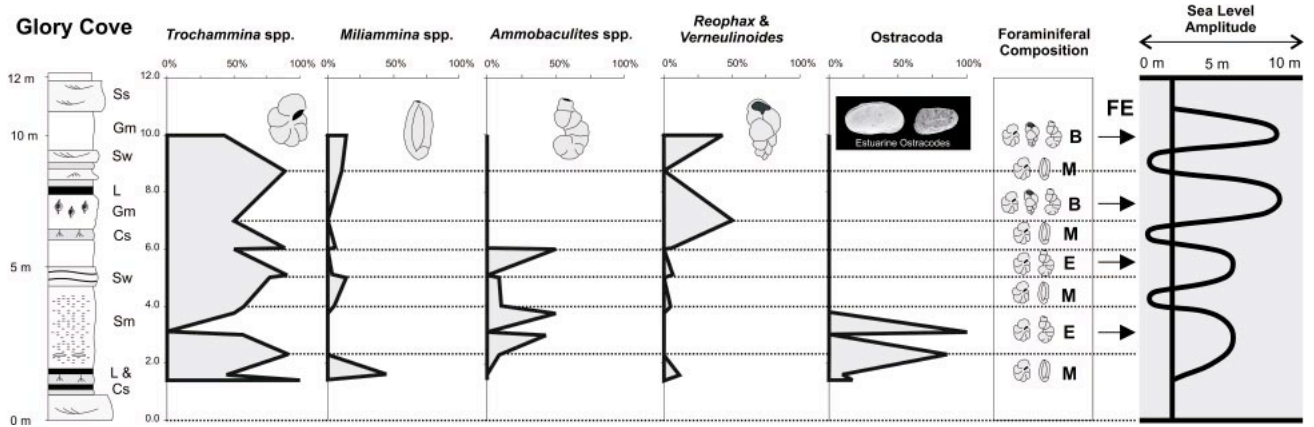 Glory Cove
12 m
10 m
5 m
0 m
Ss
Gm
Sw
L
Gm
Cs
Sw
Sm
L &
Cs
Trochammina spp.
0% 50% 100%
12.0
10.0
8.0
6.0
4.0
2.0
0.0
Miliammina spp.
0% 50% 100%
Ammobaculites spp.
0% 50% 100%
Reophax &
Verneulinoides
0% 50% 100%
Ostracoda
0% 50% 100%
Estuarine Ostracodes
Foraminiferal
Composition
B
M
B
M
E
M
E
M
FE
Sea Level
Amplitude
0 m 5 m 10 m